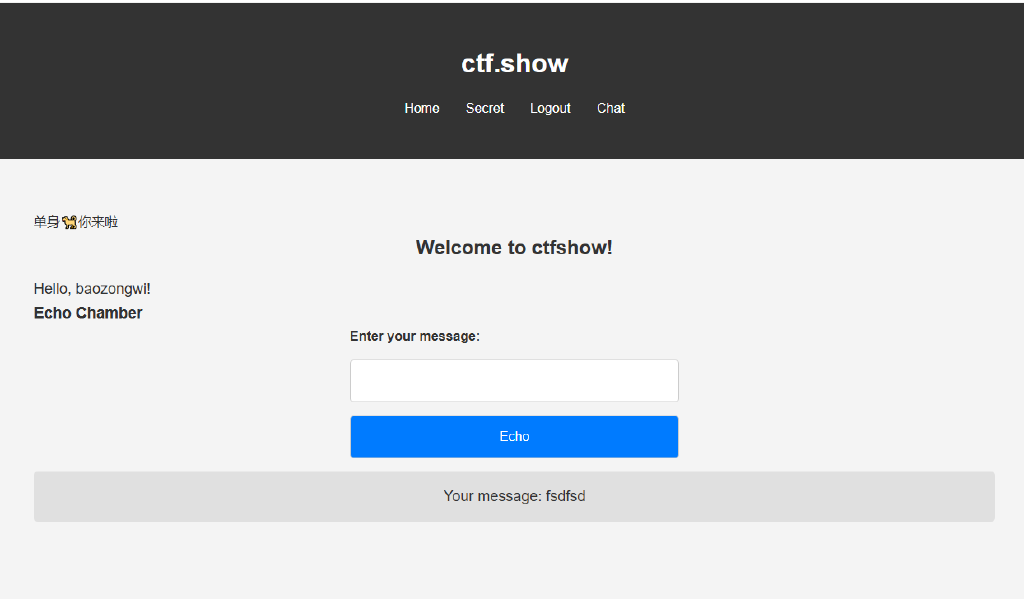 ctf.show
Home Secret Logout Chat
单身🐕你来啦
Welcome to ctfshow!
Hello, baozongwi!
Echo Chamber
Enter your message:
Echo
Your message: fsdfsd